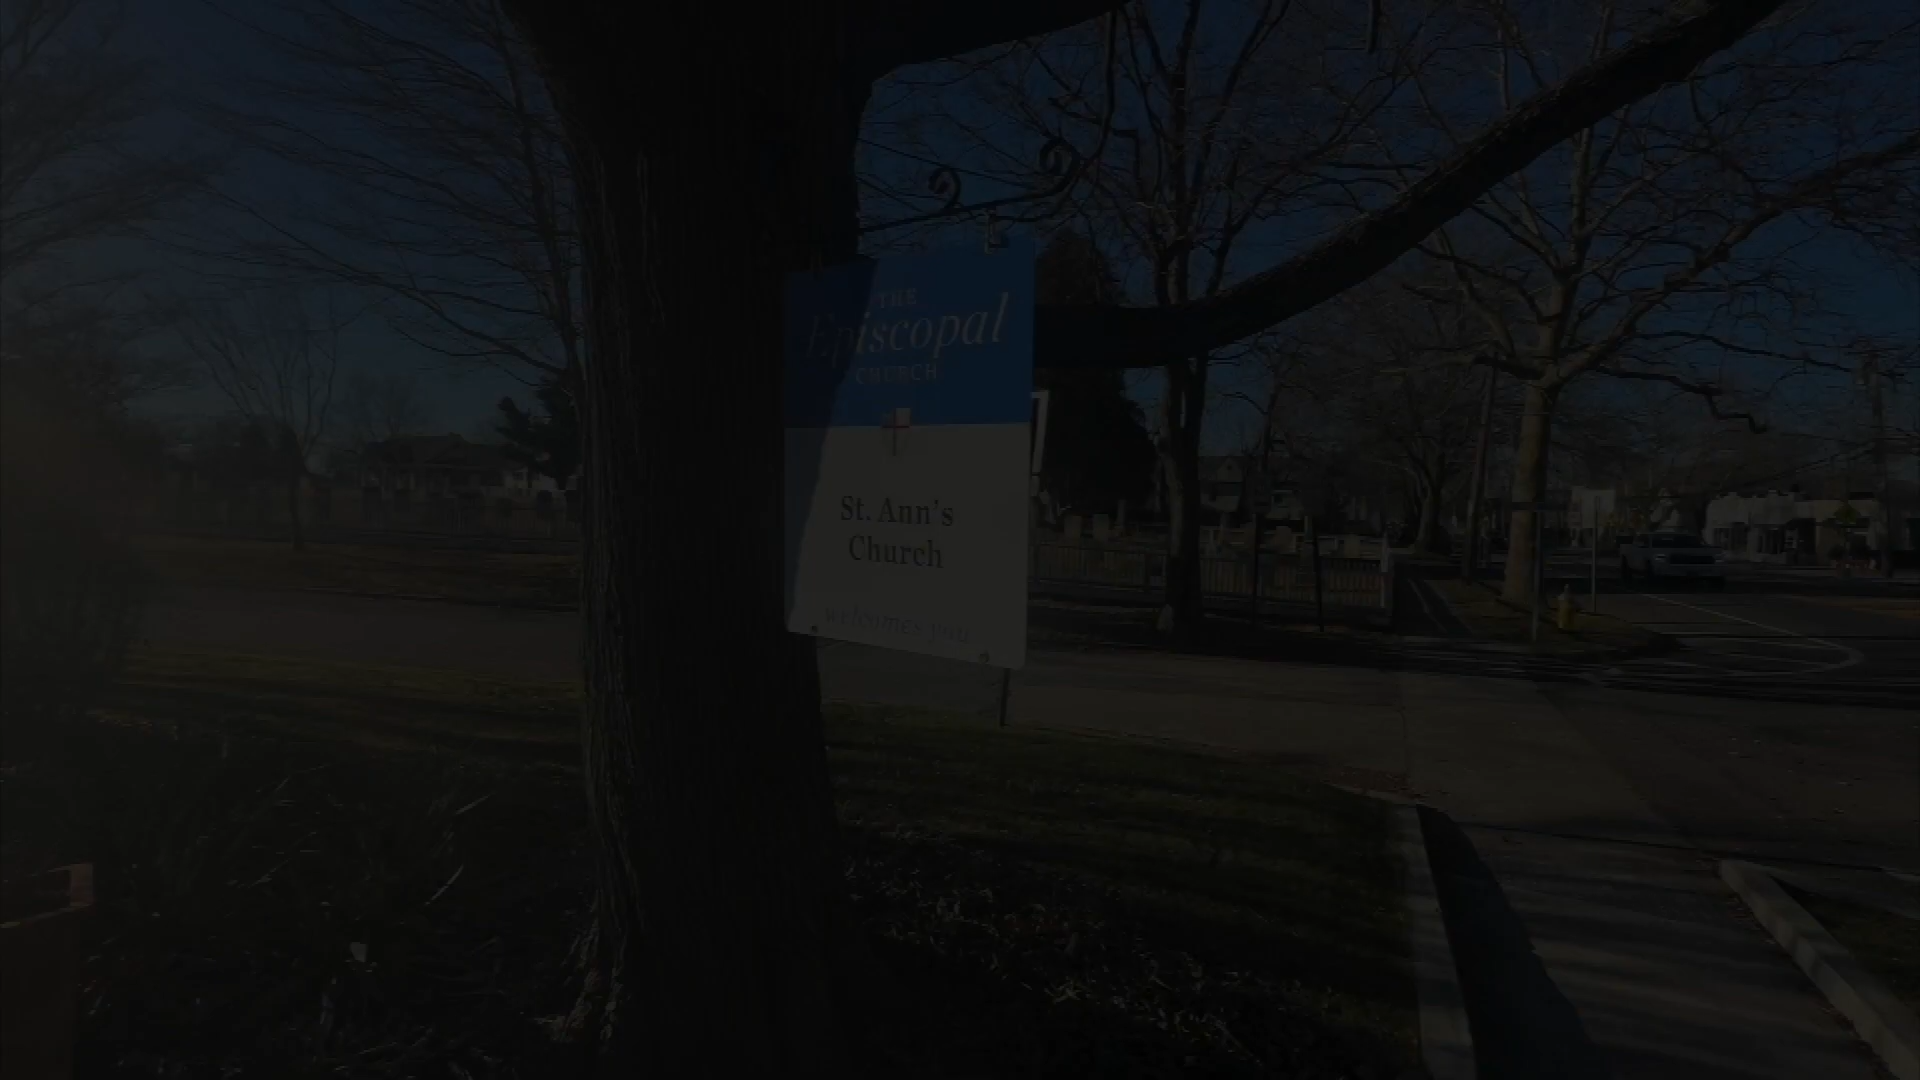 THE
Episcopal
CHURCH
St. Ann's
Church
welcomes you